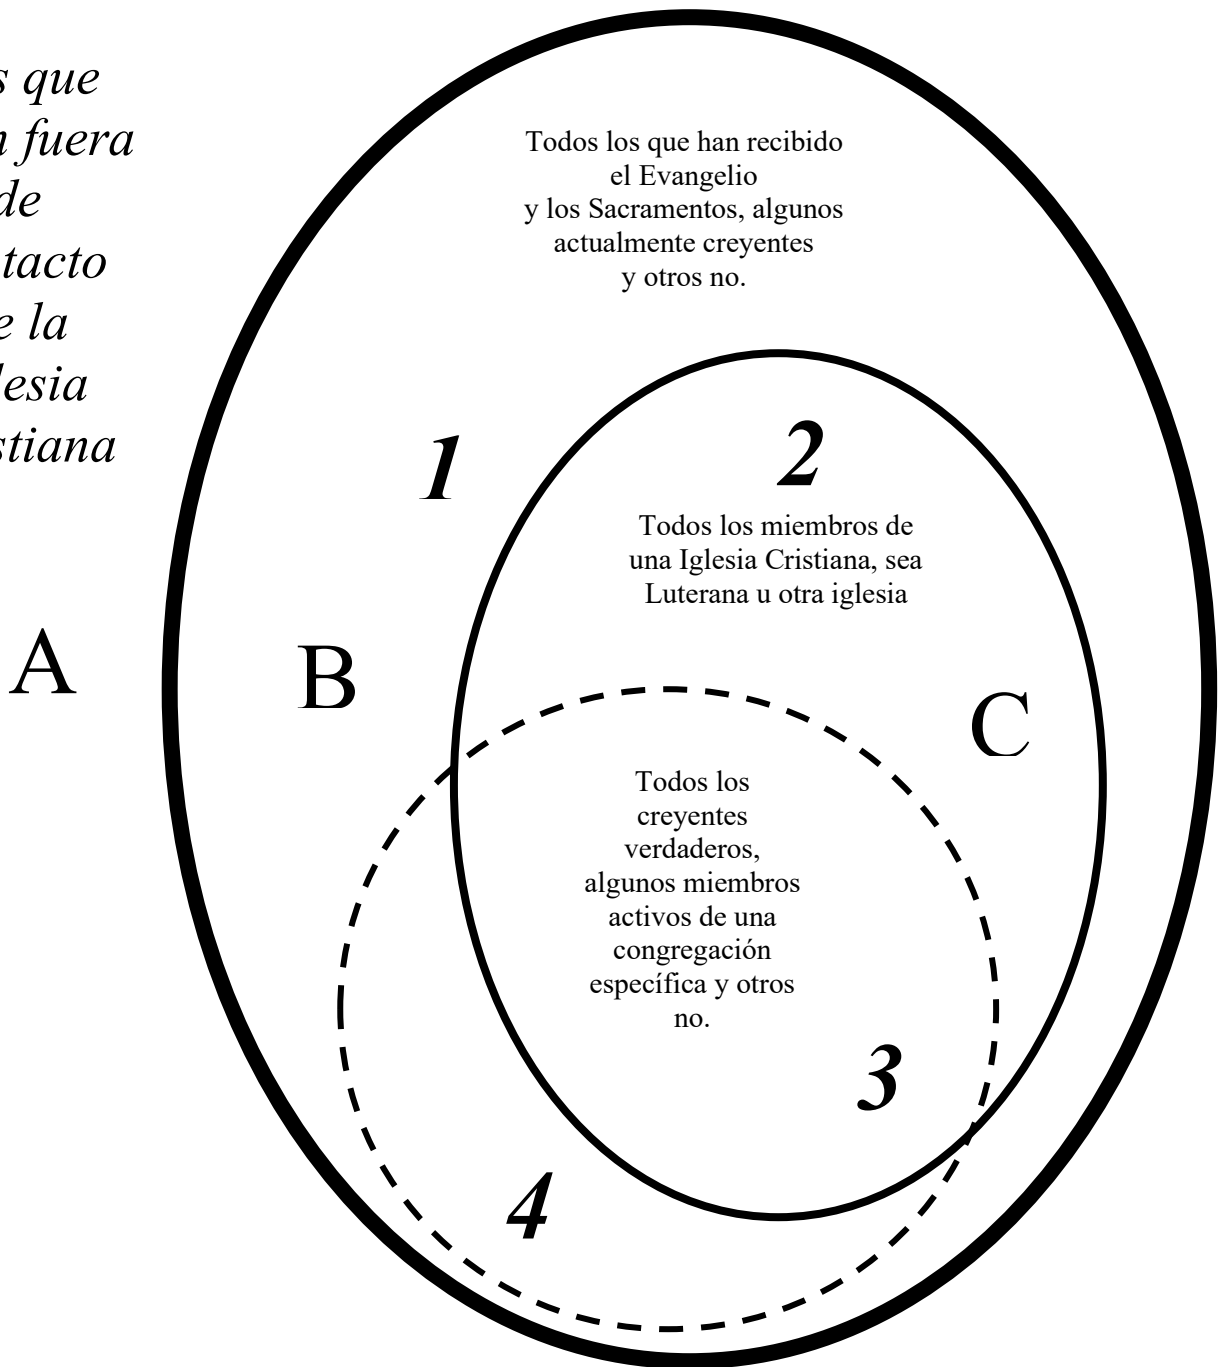 s que
n fuera
de
tacto
e la
lesia
stiana
Todos los que han recibido
el Evangelio
y los Sacramentos, algunos
actualmente creyentes
y otros no.
1
2
Todos los miembros de
una Iglesia Cristiana, sea
Luterana u otra iglesia
A
B
C
Todos los
creyentes
verdaderos,
algunos miembros
activos de una
congregación
específica y otros
no.
3
4